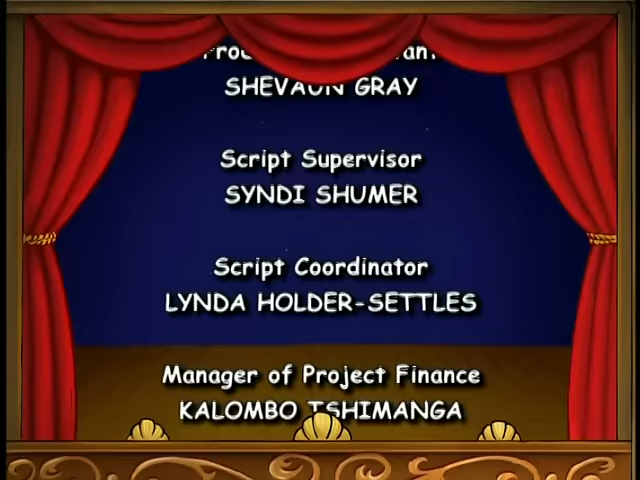 SHEVAUN GRAY
Script Supervisor
SYNDI SHUMER
Script Coordinator
LYNDA HOLDER-SETTLES
Manager of Project Finance
KALOMBO TSHIMANGA